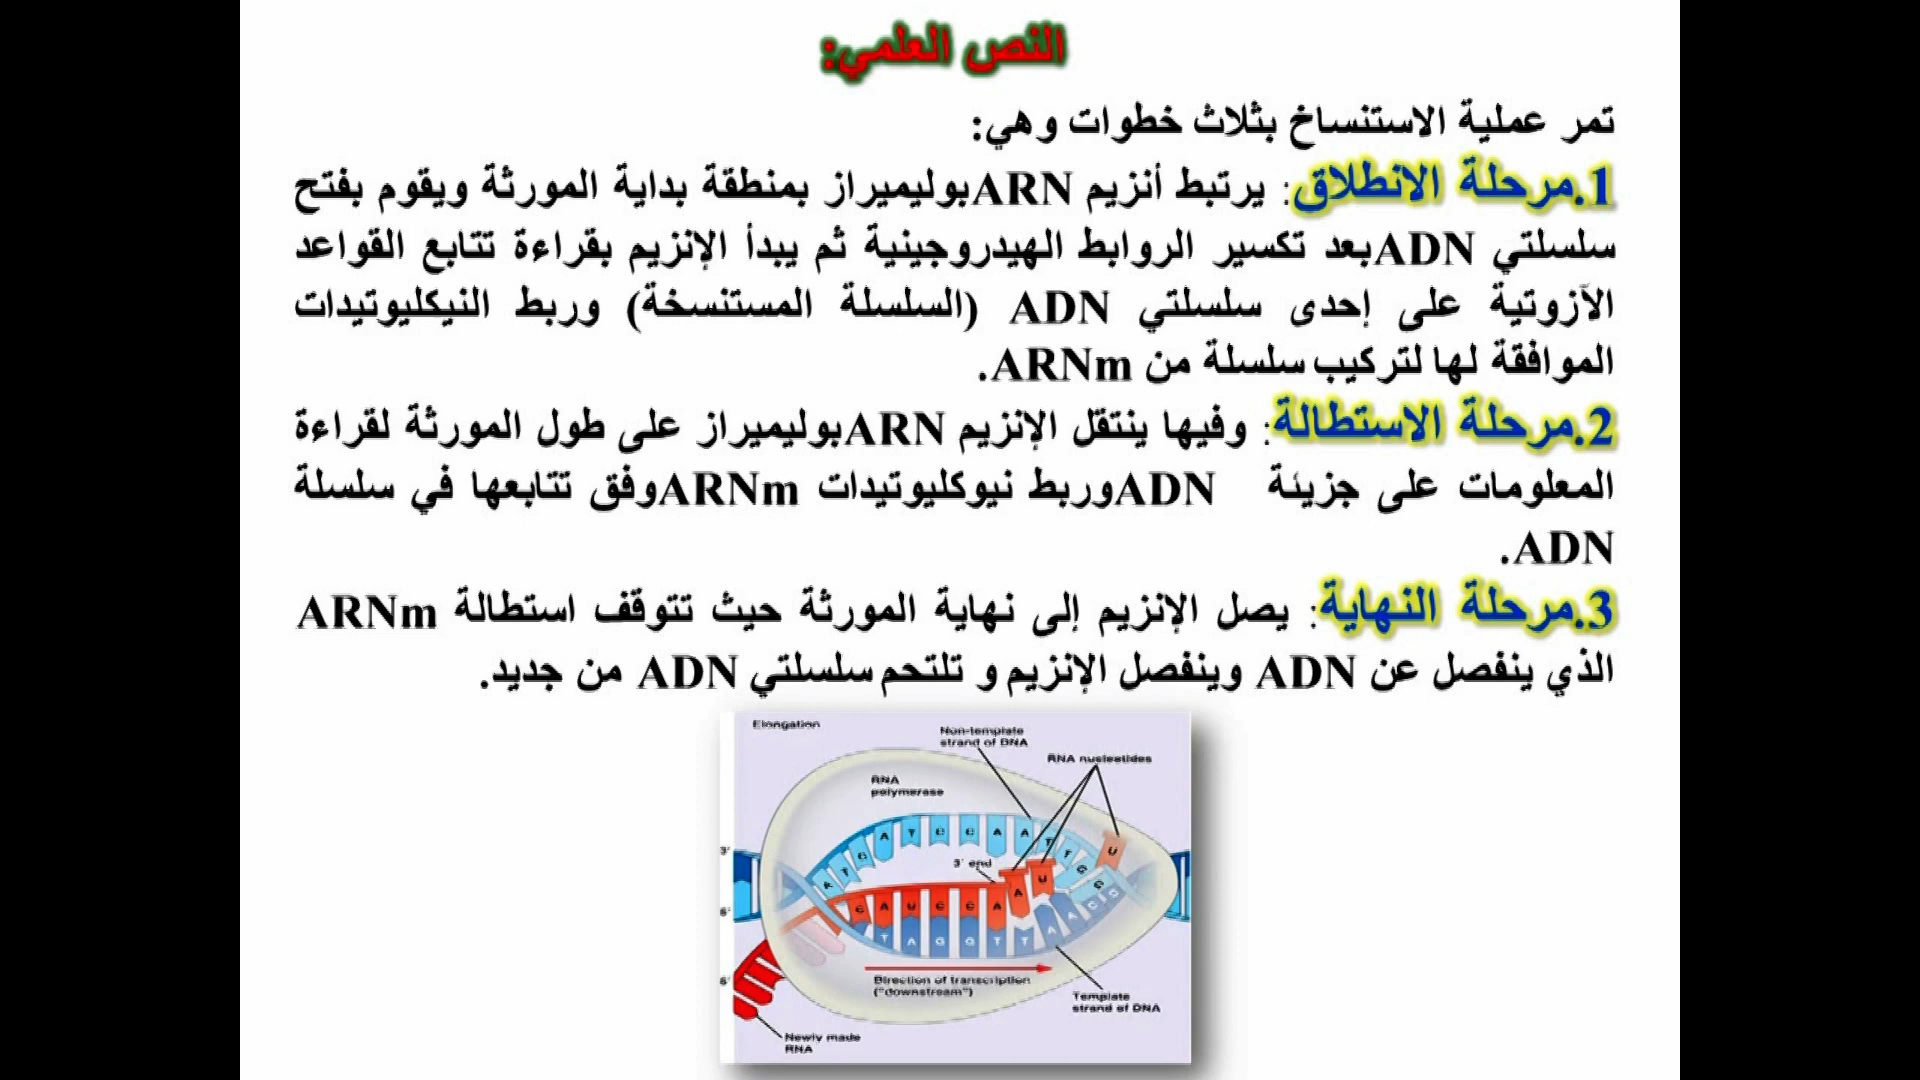 النص العلمي:
تمر عملية الاستنساخ بثلاث خطوات وهي:
1.مرحلة الانطلاق: يرتبط أنزيم ARNبوليميراز بمنطقة بداية المورثة ويقوم بفتح
سلسلتي ADNبعد تكسير الروابط الهيدروجينية ثم يبدأ الإنزيم بقراءة تتابع القواعد
الآزوتية على إحدى سلسلتي ADN (السلسلة المستنسخة) وربط النيكليوتيدات
الموافقة لها لتركيب سلسلة من ARNm.
2.مرحلة الاستطالة: وفيها ينتقل الإنزيم ARNبوليميراز على طول المورثة لقراءة
المعلومات على جزيئة ADNوربط نيوكليوتيدات ARNmوفق تتابعها في سلسلة
ADN.
3.مرحلة النهاية: يصل الإنزيم إلى نهاية المورثة حيث تتوقف استطالة ARNm
الذي ينفصل عن ADN وينفصل الإنزيم و تلتحم سلسلتي ADN من جديد.
Elongation
Non-template
strand of DNA
RNA nucleotides
RNA
polymerase
A T C C A A
3' end
3'
A U C C A
T A G G T T
Direction of transcription
("downstream")
Template
strand of DNA
Newly made
RNA